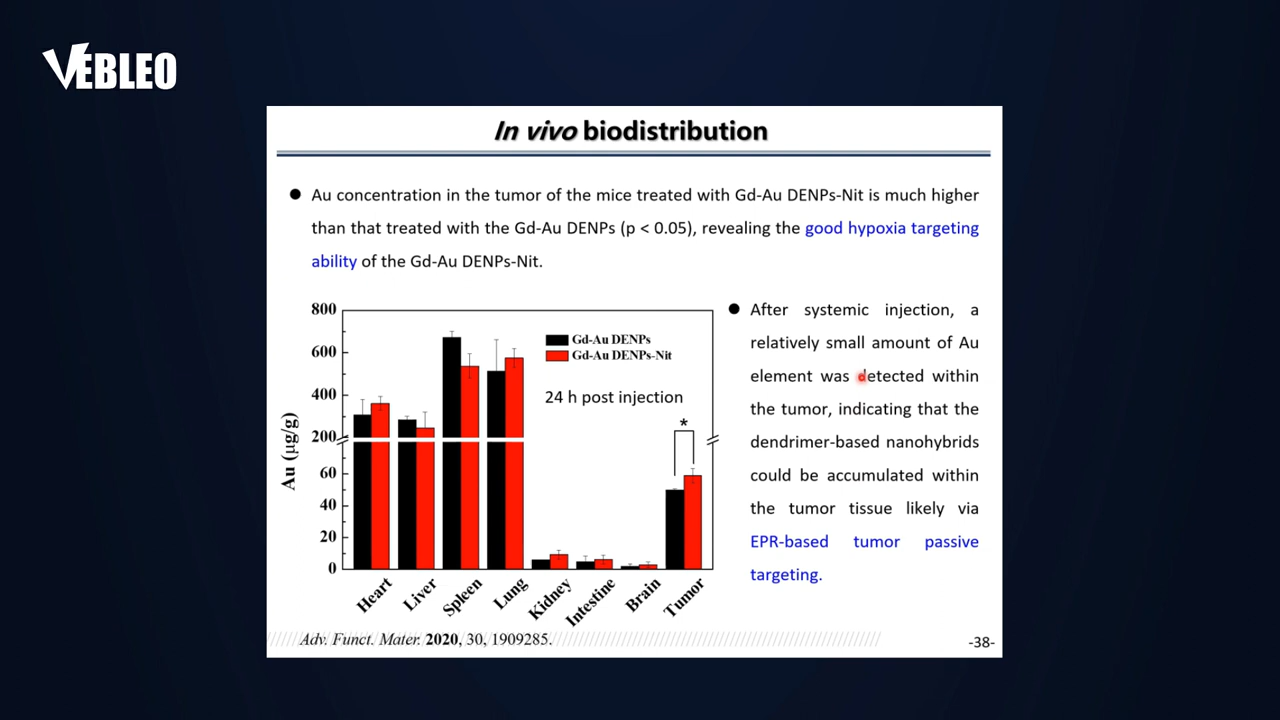 VEBLEO
In vivo biodistribution
● Au concentration in the tumor of the mice treated with Gd-Au DENPs-Nit is much higher
than that treated with the Gd-Au DENPs (p < 0.05), revealing the good hypoxia targeting
ability of the Gd-Au DENPs-Nit.
800
600
400
200
60
40
20
0
Au (µg/g)
Gd-Au DENPs
Gd-Au DENPs-Nit
24 h post injection
*
Heart
Liver
Spleen
Lung
Kidney
Intestine
Brain
Tumor
● After systemic injection, a
relatively small amount of Au
element was detected within
the tumor, indicating that the
dendrimer-based nanohybrids
could be accumulated within
the tumor tissue likely via
EPR-based tumor passive
targeting.
Adv. Funct. Mater. 2020, 30, 1909285.
-38-